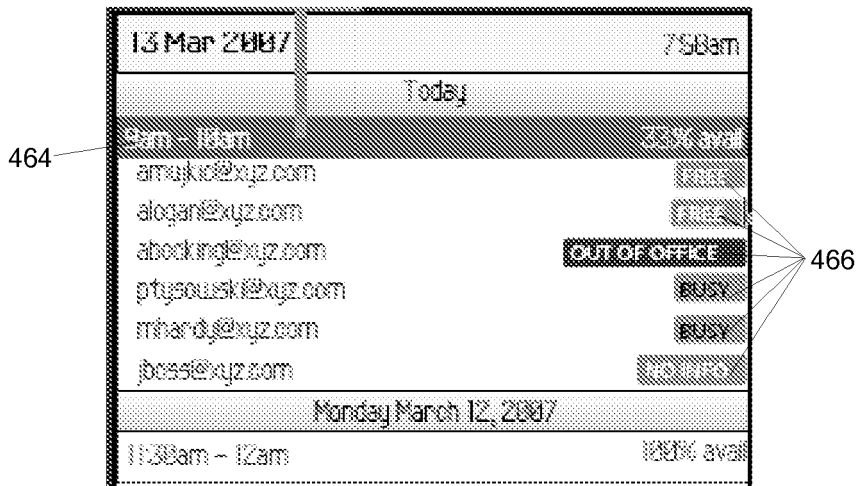 13 Mar 2007 7:58am
Today
464 9am - 10am 33% avail
amujkic@xyz.com FREE
alogan@xyz.com FREE
abocking@xyz.com OUT OF OFFICE
466
ptysowski@xyz.com BUSY
mhardy@xyz.com BUSY
jboss@xyz.com NO INFO
Monday March 12, 2007
11:30am - 12am 100% avail